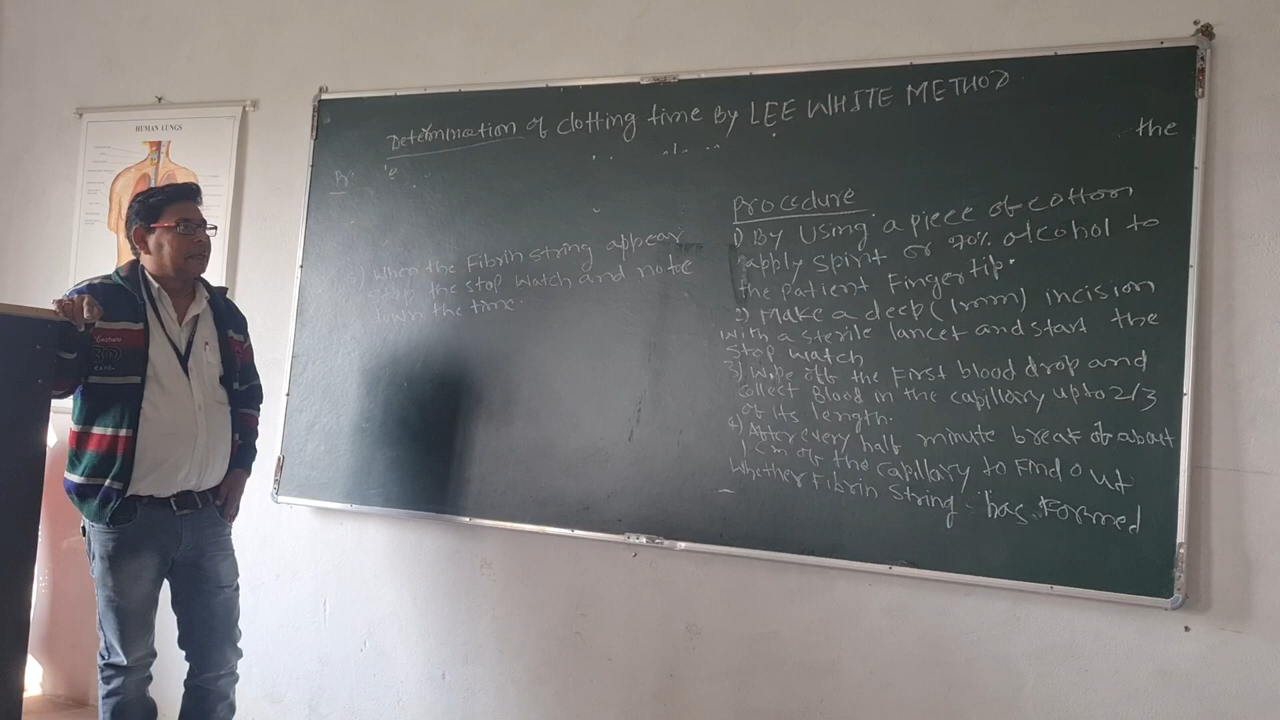 HUMAN LUNGS
Determination of clotting time By LEE WHITE METHOD
the
When the Fibrin string appear
stop the stop watch and note
down the time.
Procedure
1) By Using a piece of cotton
apply spirit or 70% alcohol to
the patient Fingertip.
2) Make a deep (1mm) incision
with a sterile lancet and start the
stop watch
3) Wipe off the First blood drop and
collect Blood in the capillary upto 2/3
of its length.
4) After every half minute break of about
1 cm of the capillary to Find out
whether Fibrin string has Formed